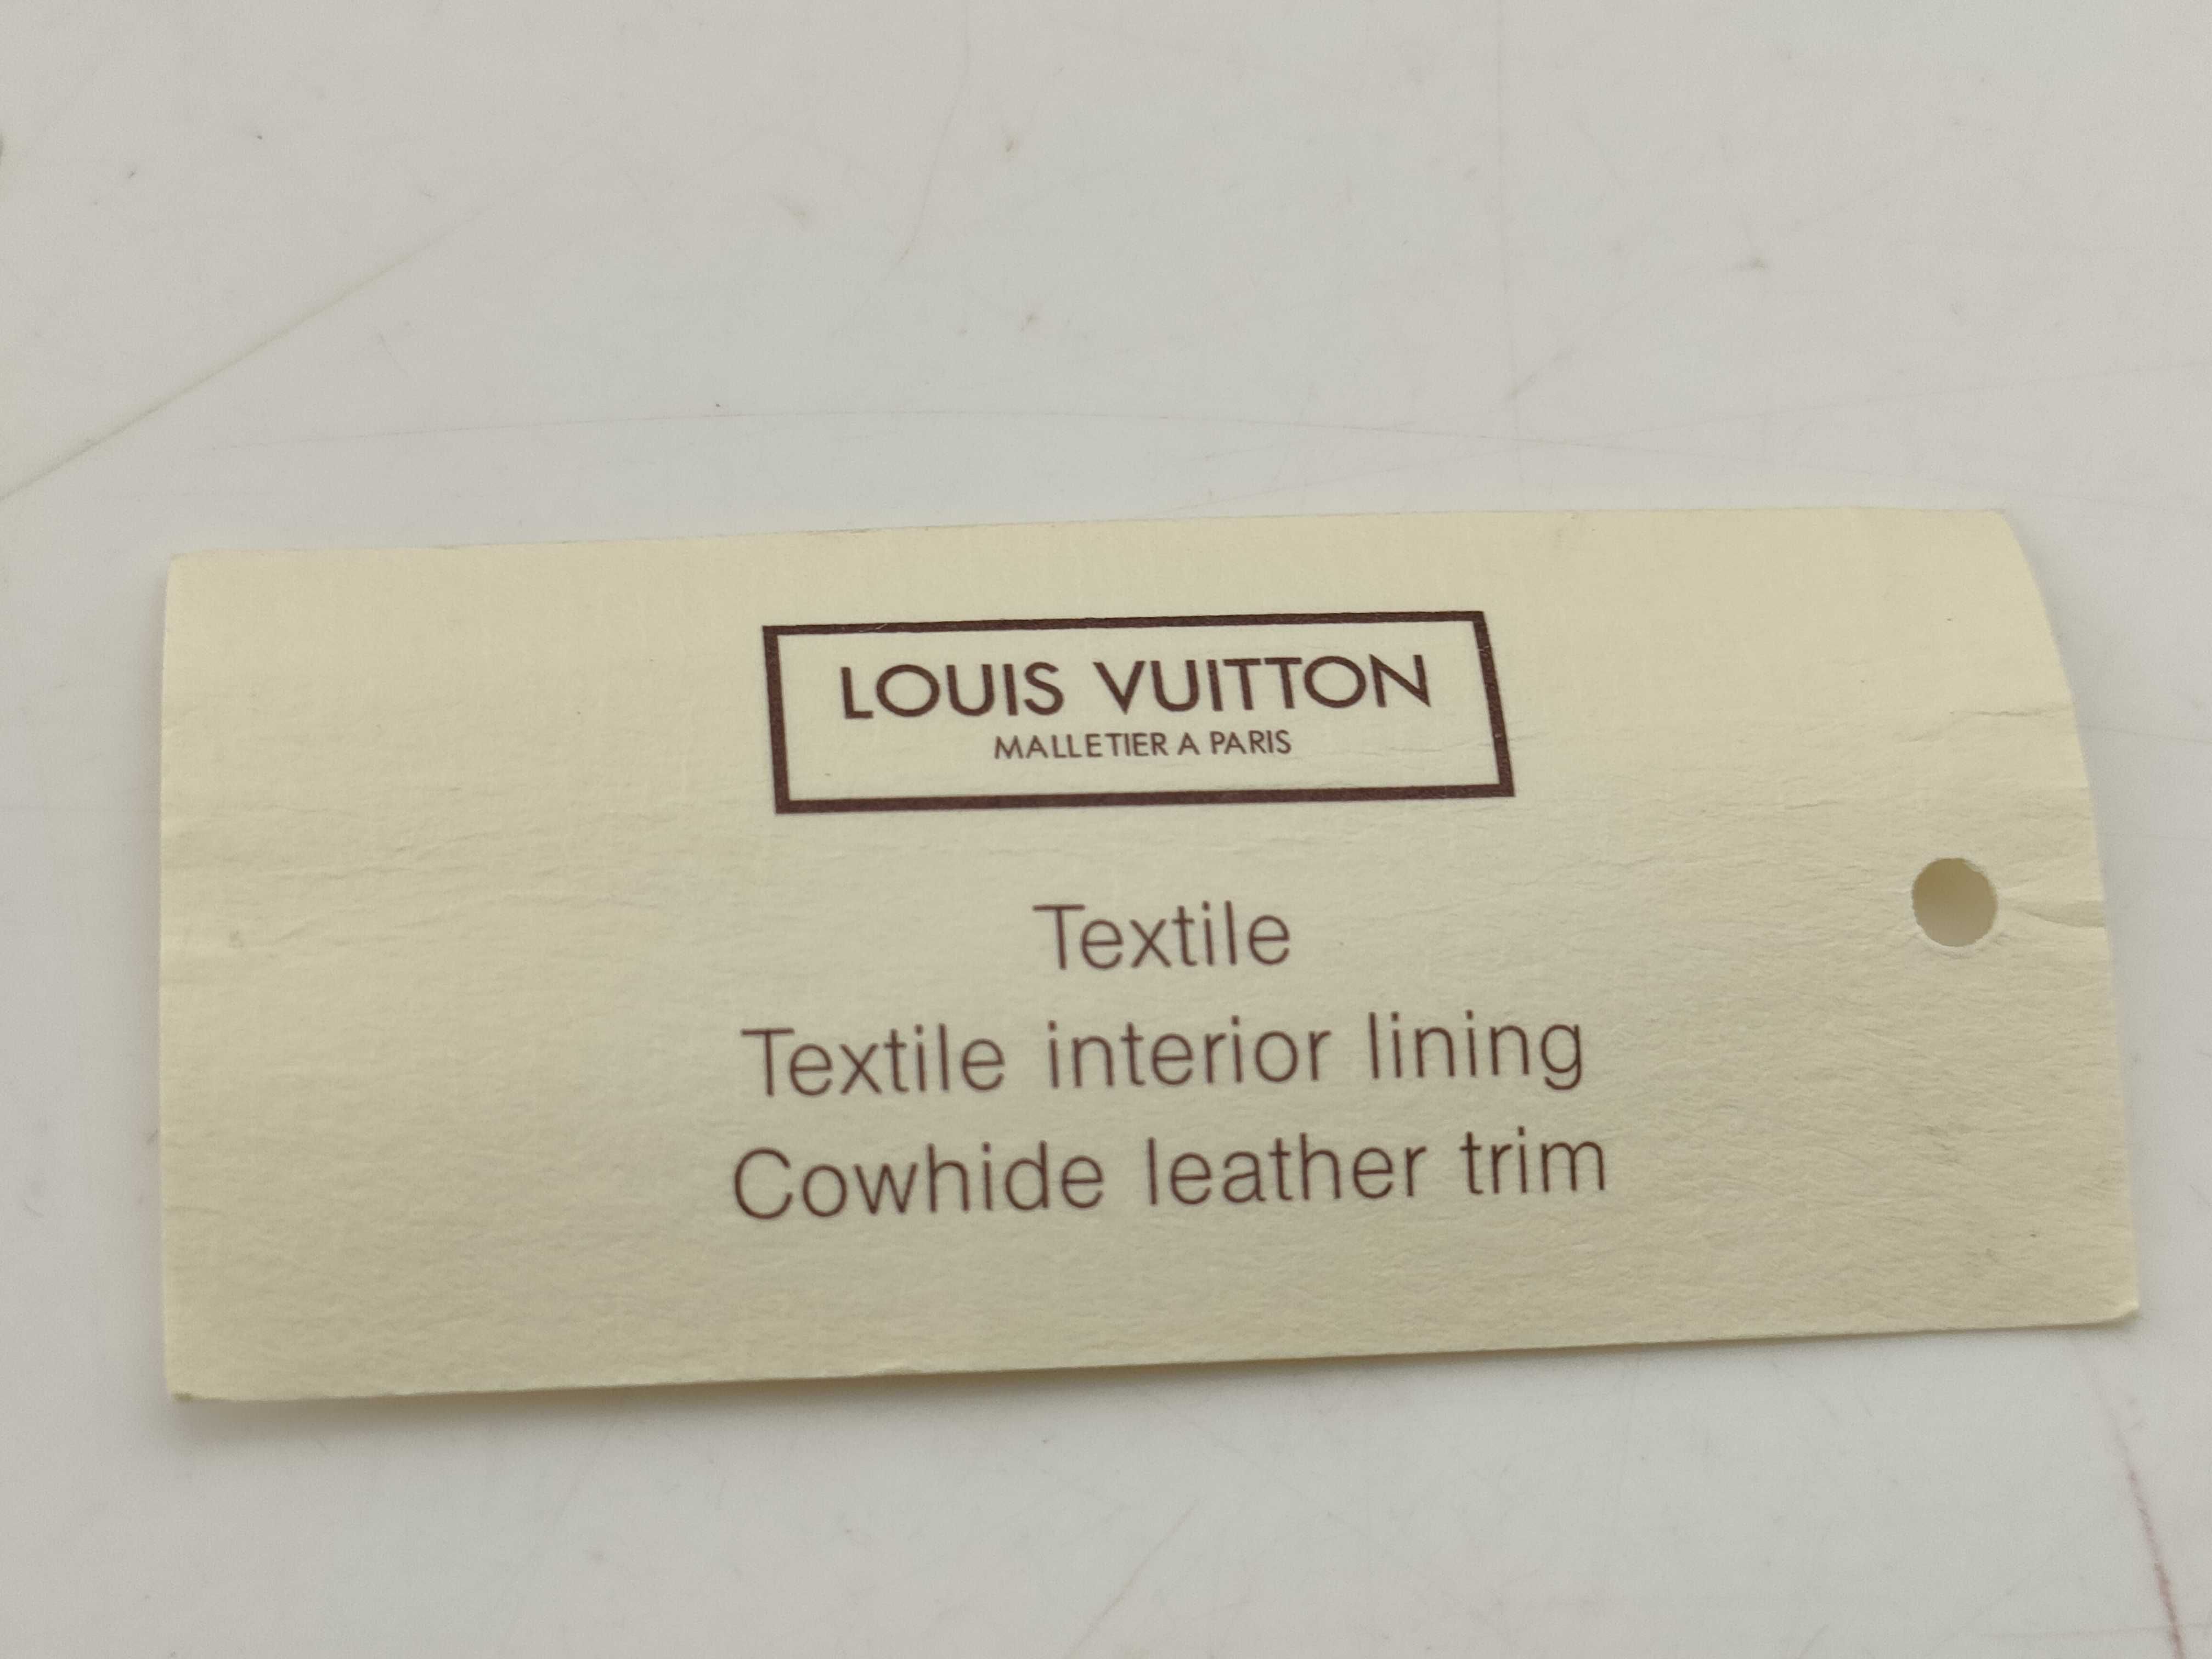 LOUIS VUITTON
MALLETIER A PARIS
Textile
Textile interior lining
Cowhide leather trim